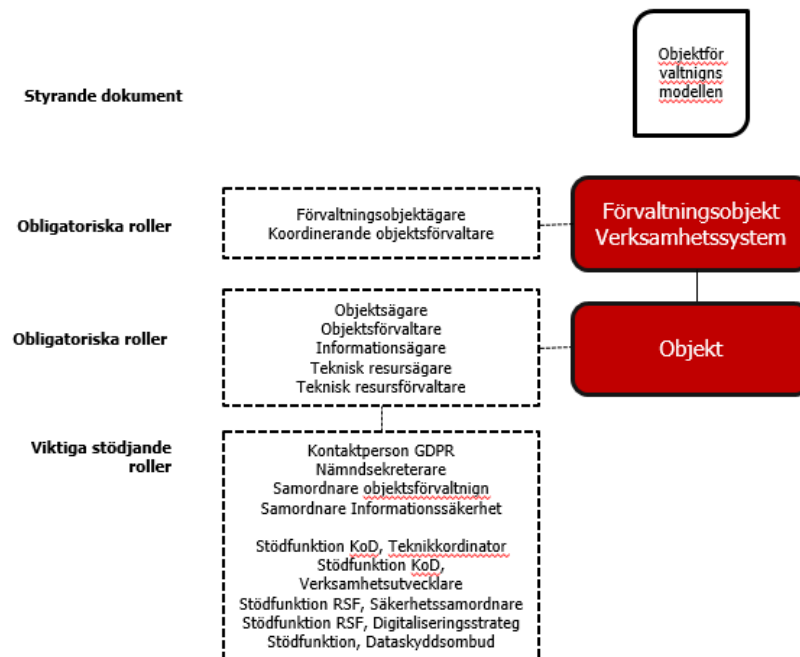 Objektför
valtnigns
modellen
Styrande dokument
Obligatoriska roller
Förvaltningsobjektägare
Koordinerande objektsförvaltare
Förvaltningsobjekt
Verksamhetssystem
Obligatoriska roller
Objektsägare
Objektsförvaltare
Informationsägare
Teknisk resursägare
Teknisk resursförvaltare
Objekt
Viktiga stödjande
roller
Kontaktperson GDPR
Nämndsekreterare
Samordnare objektsförvaltnign
Samordnare Informationssäkerhet
Stödfunktion KoD, Teknikkordinator
Stödfunktion KoD,
Verksamhetsutvecklare
Stödfunktion RSF, Säkerhetssamordnare
Stödfunktion RSF, Digitaliseringsstrateg
Stödfunktion, Dataskyddsombud